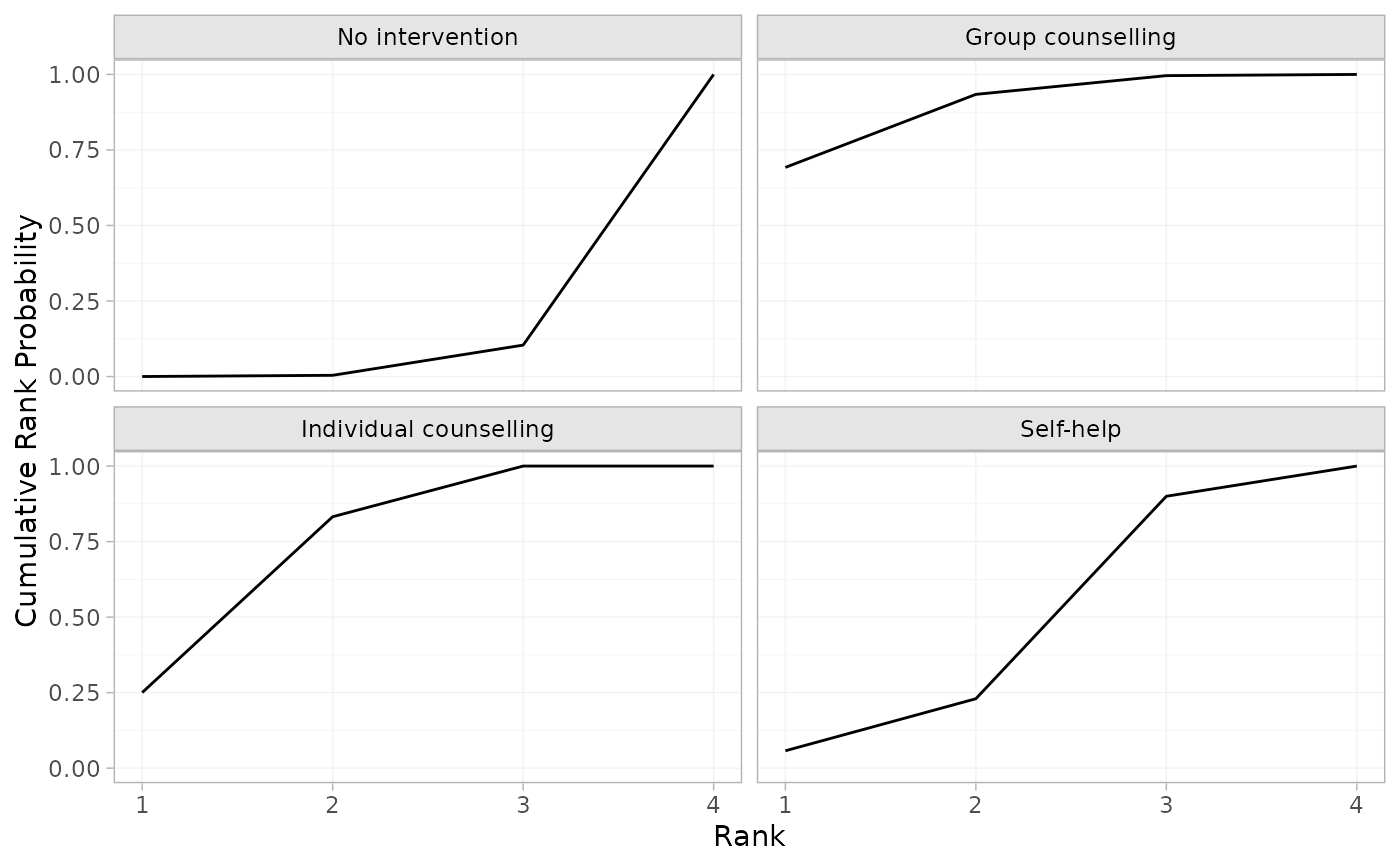 No intervention
Group counselling
1.00
0.75
0.50
0.25
0.00
Individual counselling
Self-help
1.00
0.75
0.50
0.25
0.00
1 2 3 4 1 2 3 4
Rank
Cumulative Rank Probability